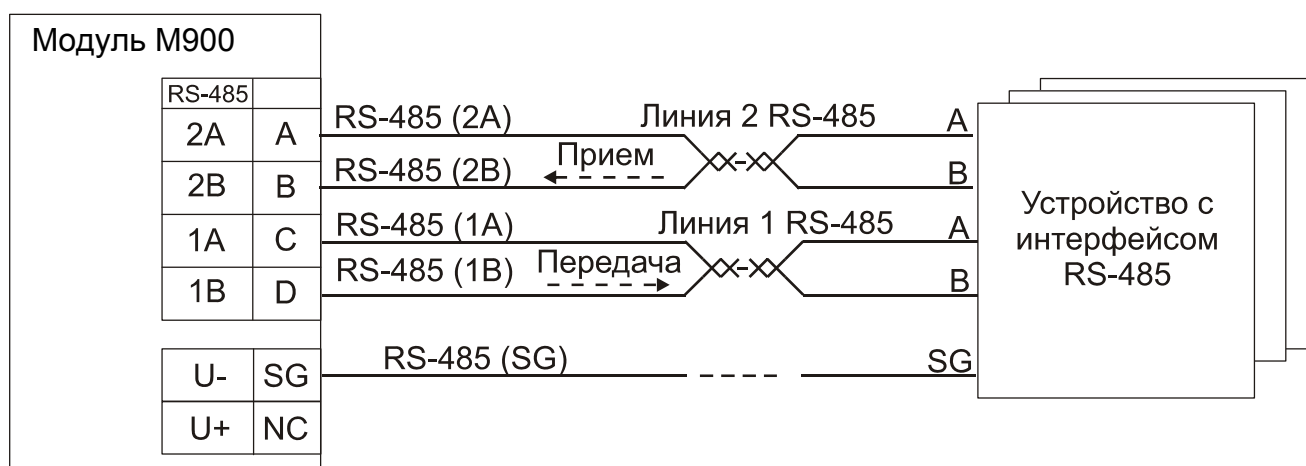 Модуль М900
RS-485
2A A
2B B
1A C
1B D
U- SG
U+ NC
RS-485 (2A)
Линия 2 RS-485
A
RS-485 (2B)
Прием
B
RS-485 (1A)
Линия 1 RS-485
A
RS-485 (1B)
Передача
B
RS-485 (SG)
SG
Устройство с
интерфейсом
RS-485